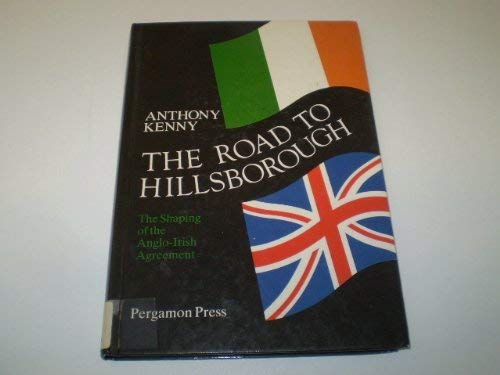 ANTHONY
KENNY
THE ROAD TO
HILLSBOROUGH
The Shaping
of the
Anglo-Irish
Agreement
Pergamon Press